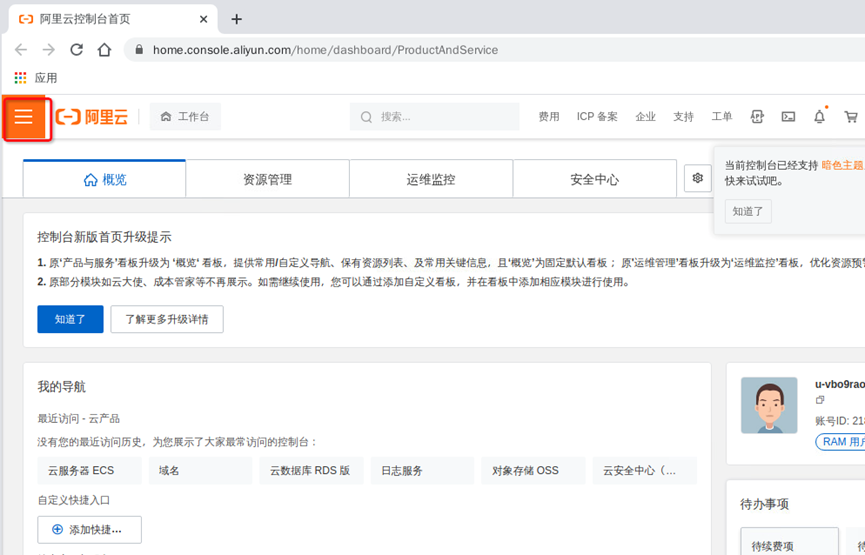 阿里云控制台首页
home.console.aliyun.com/home/dashboard/ProductAndService
应用
阿里云 工作台 搜索... 费用 ICP 备案 企业 支持 工单
当前控制台已经支持 暗色主题
快来试试吧。
知道了
概览 资源管理 运维监控 安全中心
控制台新版首页升级提示
1. 原'产品与服务'看板升级为 '概览' 看板，提供常用/自定义导航、保有资源列表、及常用关键信息，且'概览'为固定默认看板； 原'运维管理'看板升级为'运维监控'看板，优化资源预
2. 原部分模块如云大使、成本管家等不再展示。如需继续使用，您可以通过添加自定义看板，并在看板中添加相应模块进行使用。
知道了 了解更多升级详情
我的导航
最近访问 - 云产品
没有您的最近访问历史，为您展示了大家最常访问的控制台：
云服务器 ECS 域名 云数据库 RDS 版 日志服务 对象存储 OSS 云安全中心（...
自定义快捷入口
添加快捷...
u-vbo9rao
账号ID: 218
RAM 用户
待办事项
待续费项